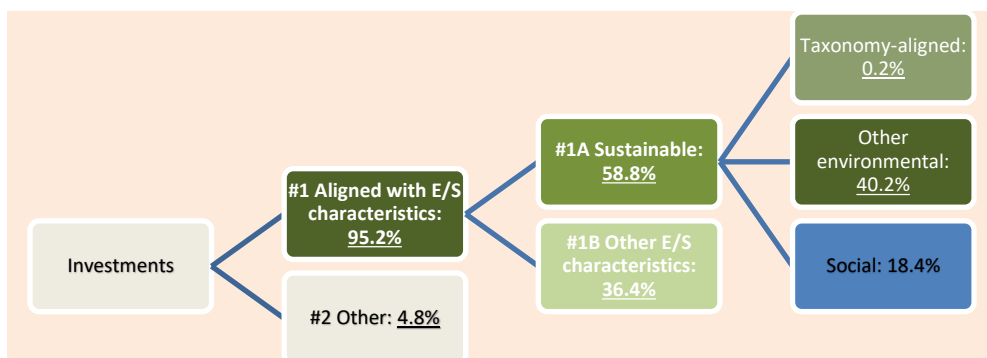 Investments
#1 Aligned with E/S
characteristics:
95.2%
#2 Other: 4.8%
#1A Sustainable:
58.8%
#1B Other E/S
characteristics:
36.4%
Taxonomy-aligned:
0.2%
Other
environmental:
40.2%
Social: 18.4%